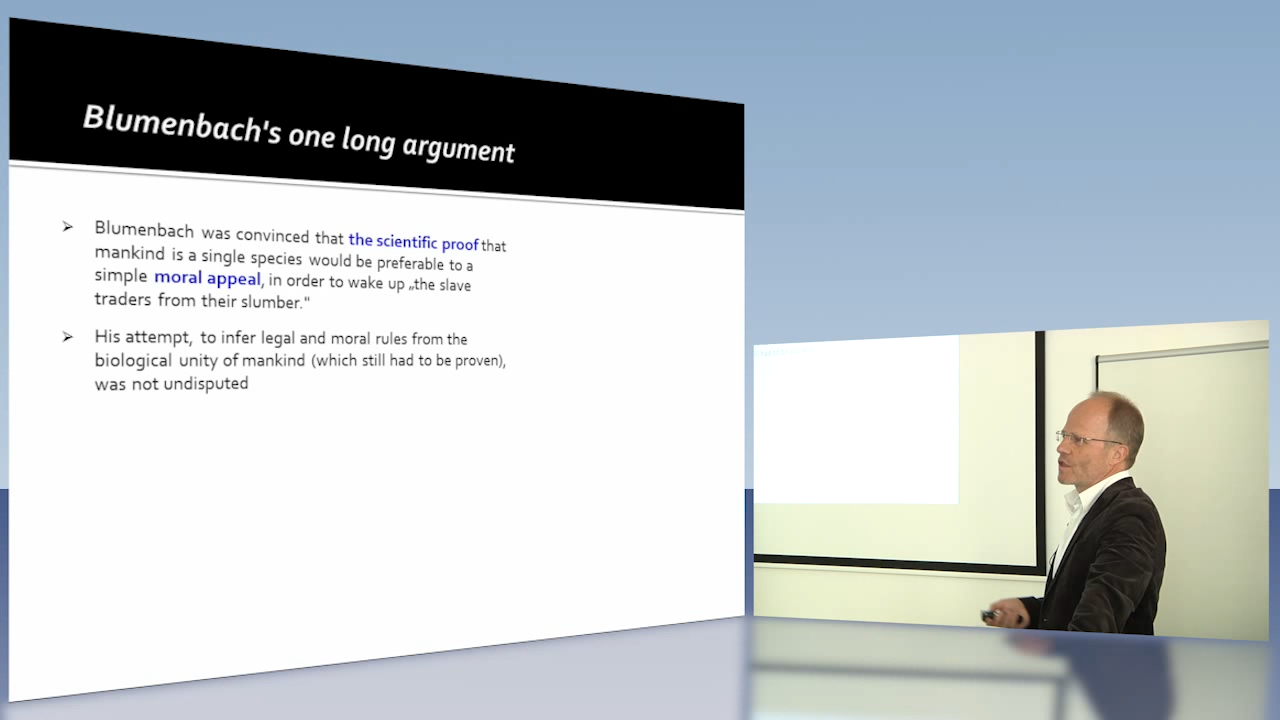 Blumenbach's one long argument
Blumenbach was convinced that the scientific proof that
mankind is a single species would be preferable to a
simple moral appeal, in order to wake up „the slave
traders from their slumber."
His attempt, to infer legal and moral rules from the
biological unity of mankind (which still had to be proven),
was not undisputed